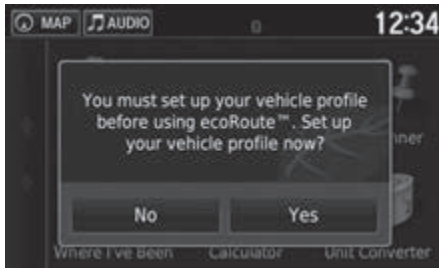 MAP AUDIO 12:34
You must set up your vehicle profile
before using ecoRoute™. Set up
your vehicle profile now?
nner
No Yes
Where I've Been Calculator Unit Converter